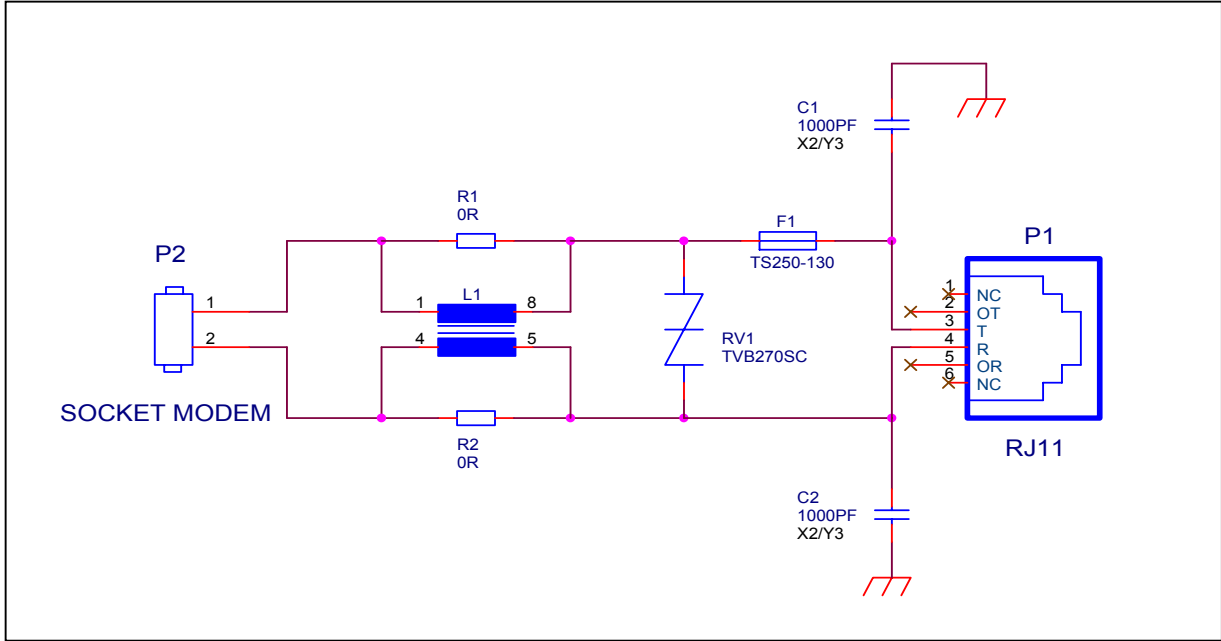 C1
1000PF
X2/Y3
R1
0R
F1
TS250-130
P2
P1
1
2
L1
1
8
4
5
RV1
TVB270SC
1
NC
2
OT
3
T
4
R
5
OR
6
NC
SOCKET MODEM
R2
0R
RJ11
C2
1000PF
X2/Y3